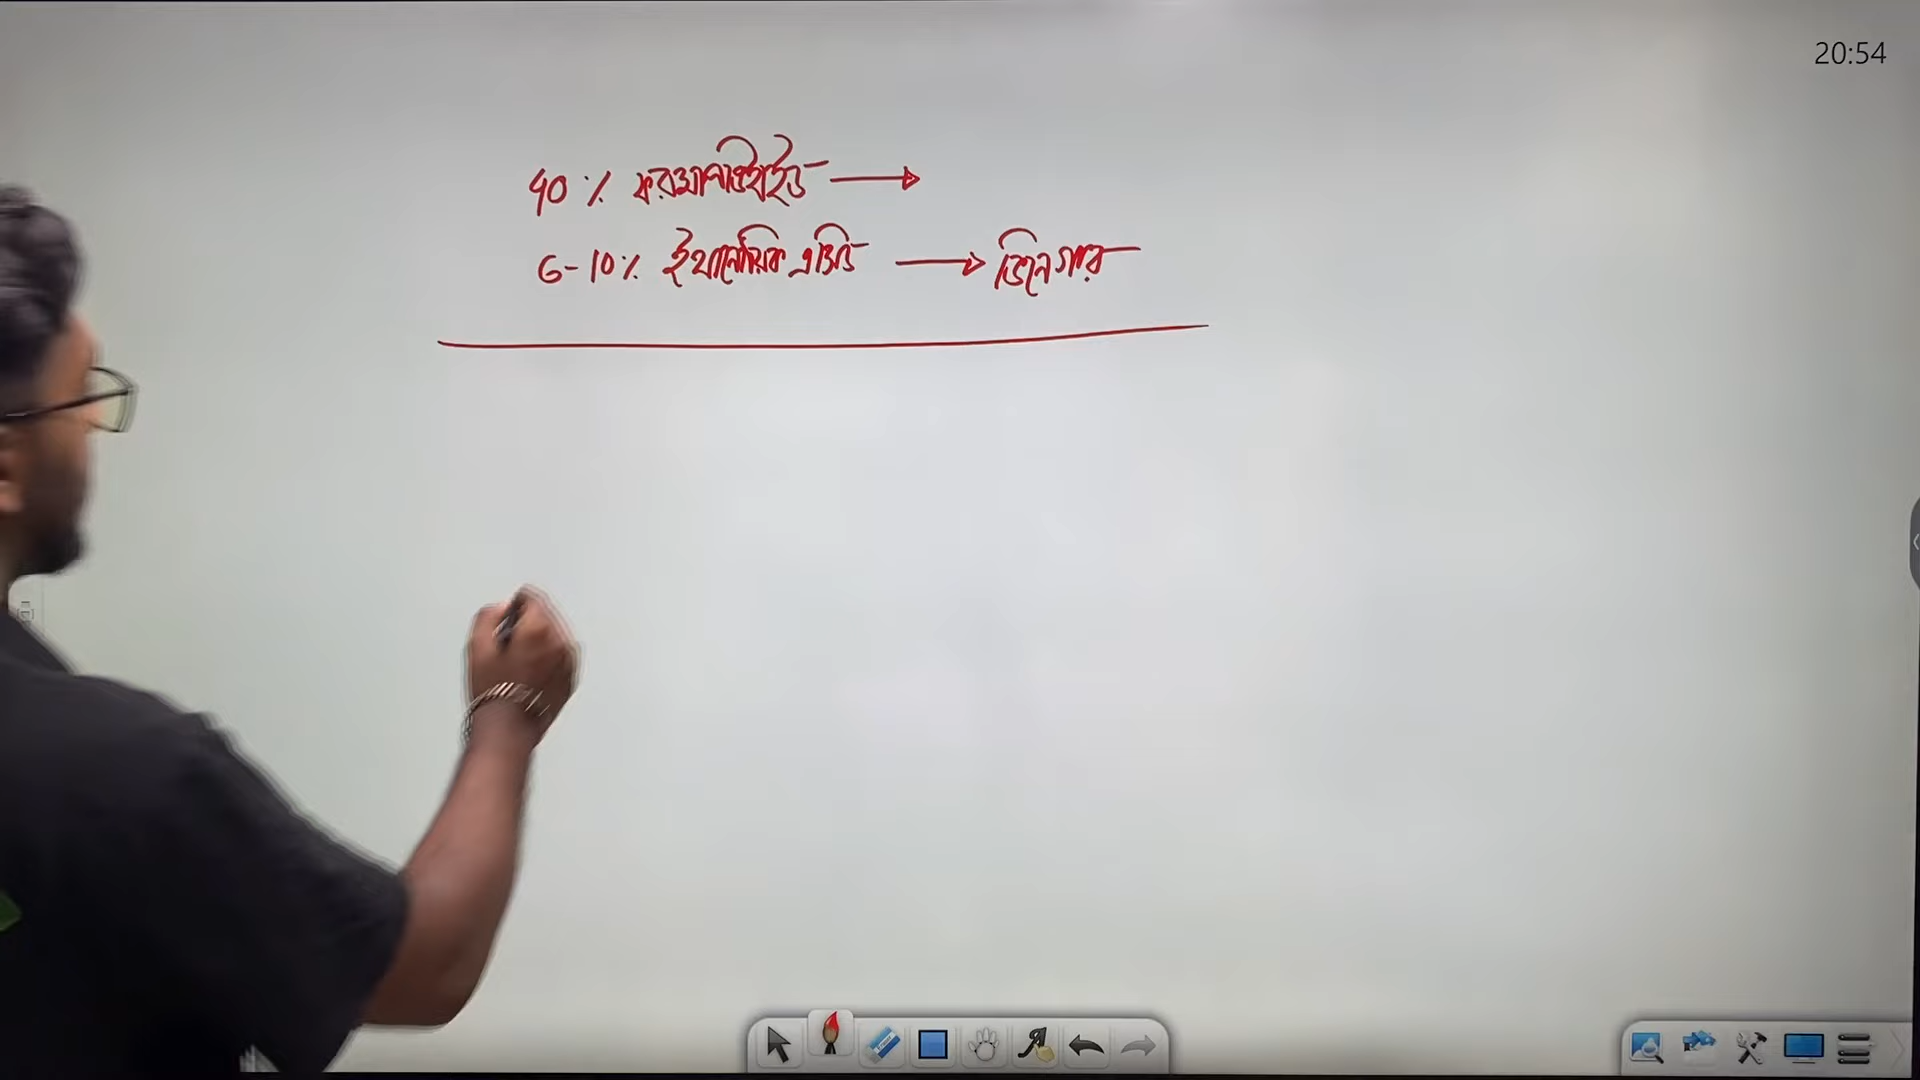 20:54
40% ফরমালডিহাইড →
6-10% ইথানোয়িক এসিড → ভিনেগার